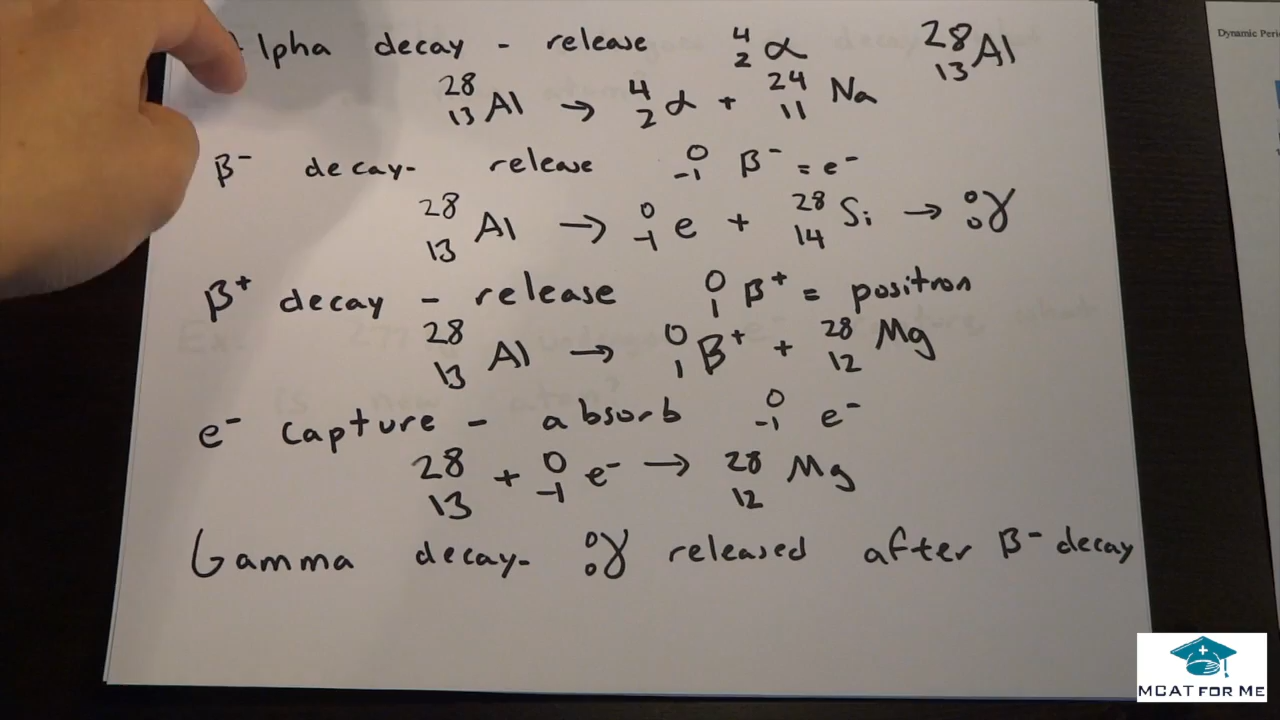 Alpha decay - release ⁴₂α ²⁸₁₃Al
²⁸₁₃Al → ⁴₂α + ²⁴₁₁Na
β⁻ decay- release ⁰₋₁β⁻ = e⁻
²⁸₁₃Al → ⁰₋₁e + ²⁸₁₄Si → ⁰₀γ
β⁺ decay - release ⁰₁β⁺ = positron
²⁸₁₃Al → ⁰₁β⁺ + ²⁸₁₂Mg
e⁻ capture - absorb ⁰₋₁e⁻
²⁸₁₃ + ⁰₋₁e⁻ → ²⁸₁₂Mg
Gamma decay- ⁰₀γ released after β⁻ decay
Dynamic
MCAT FOR ME